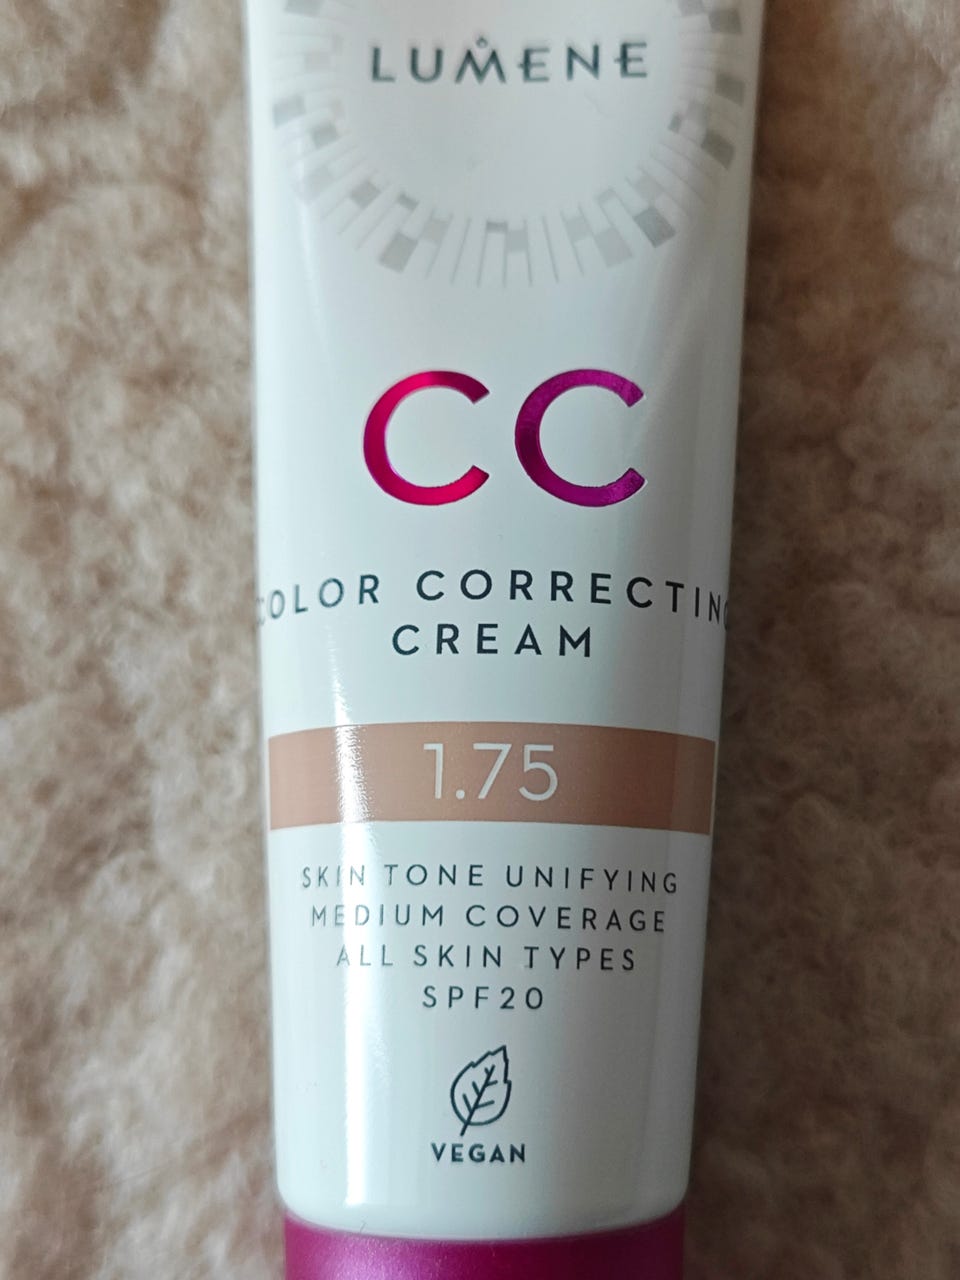 LUMENE
CC
COLOR CORRECTING
CREAM
1.75
SKIN TONE UNIFYING
MEDIUM COVERAGE
ALL SKIN TYPES
SPF20
VEGAN